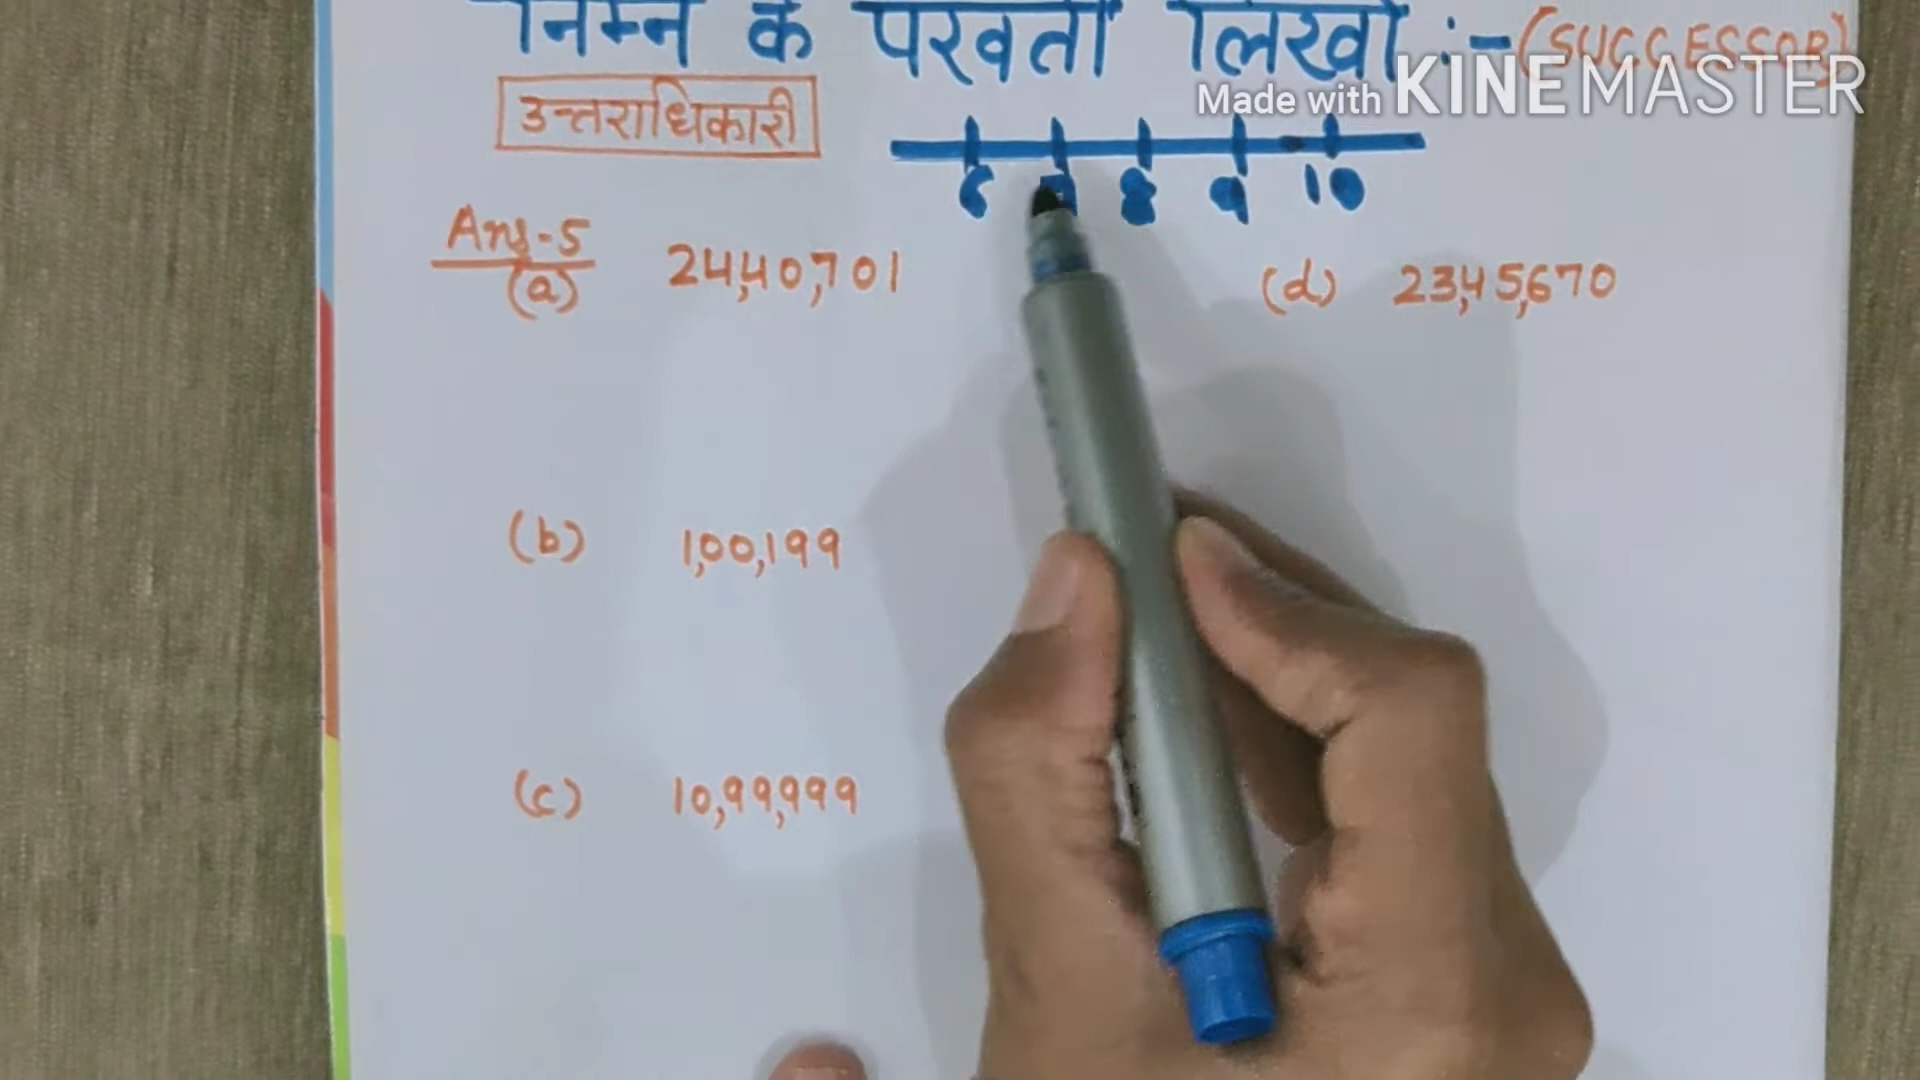 निम्न के परवर्ती लिखो :- (SUCCESSOR)
Made with KINEMASTER
उत्तराधिकारी
6 7 8 9 10
Ans-5
(a) 24,40,701 (d) 23,45,670
(b) 1,00,199
(c) 10,99,999